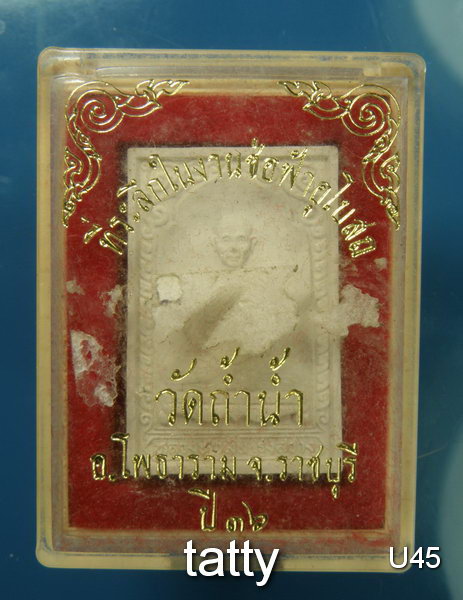 ที่ระลึกในงานช่อฟ้าอุโบสถ
วัดถ้ำน้ำ
อ.โพธาราม จ.ราชบุรี
ปี ๓๖
tatty
U45